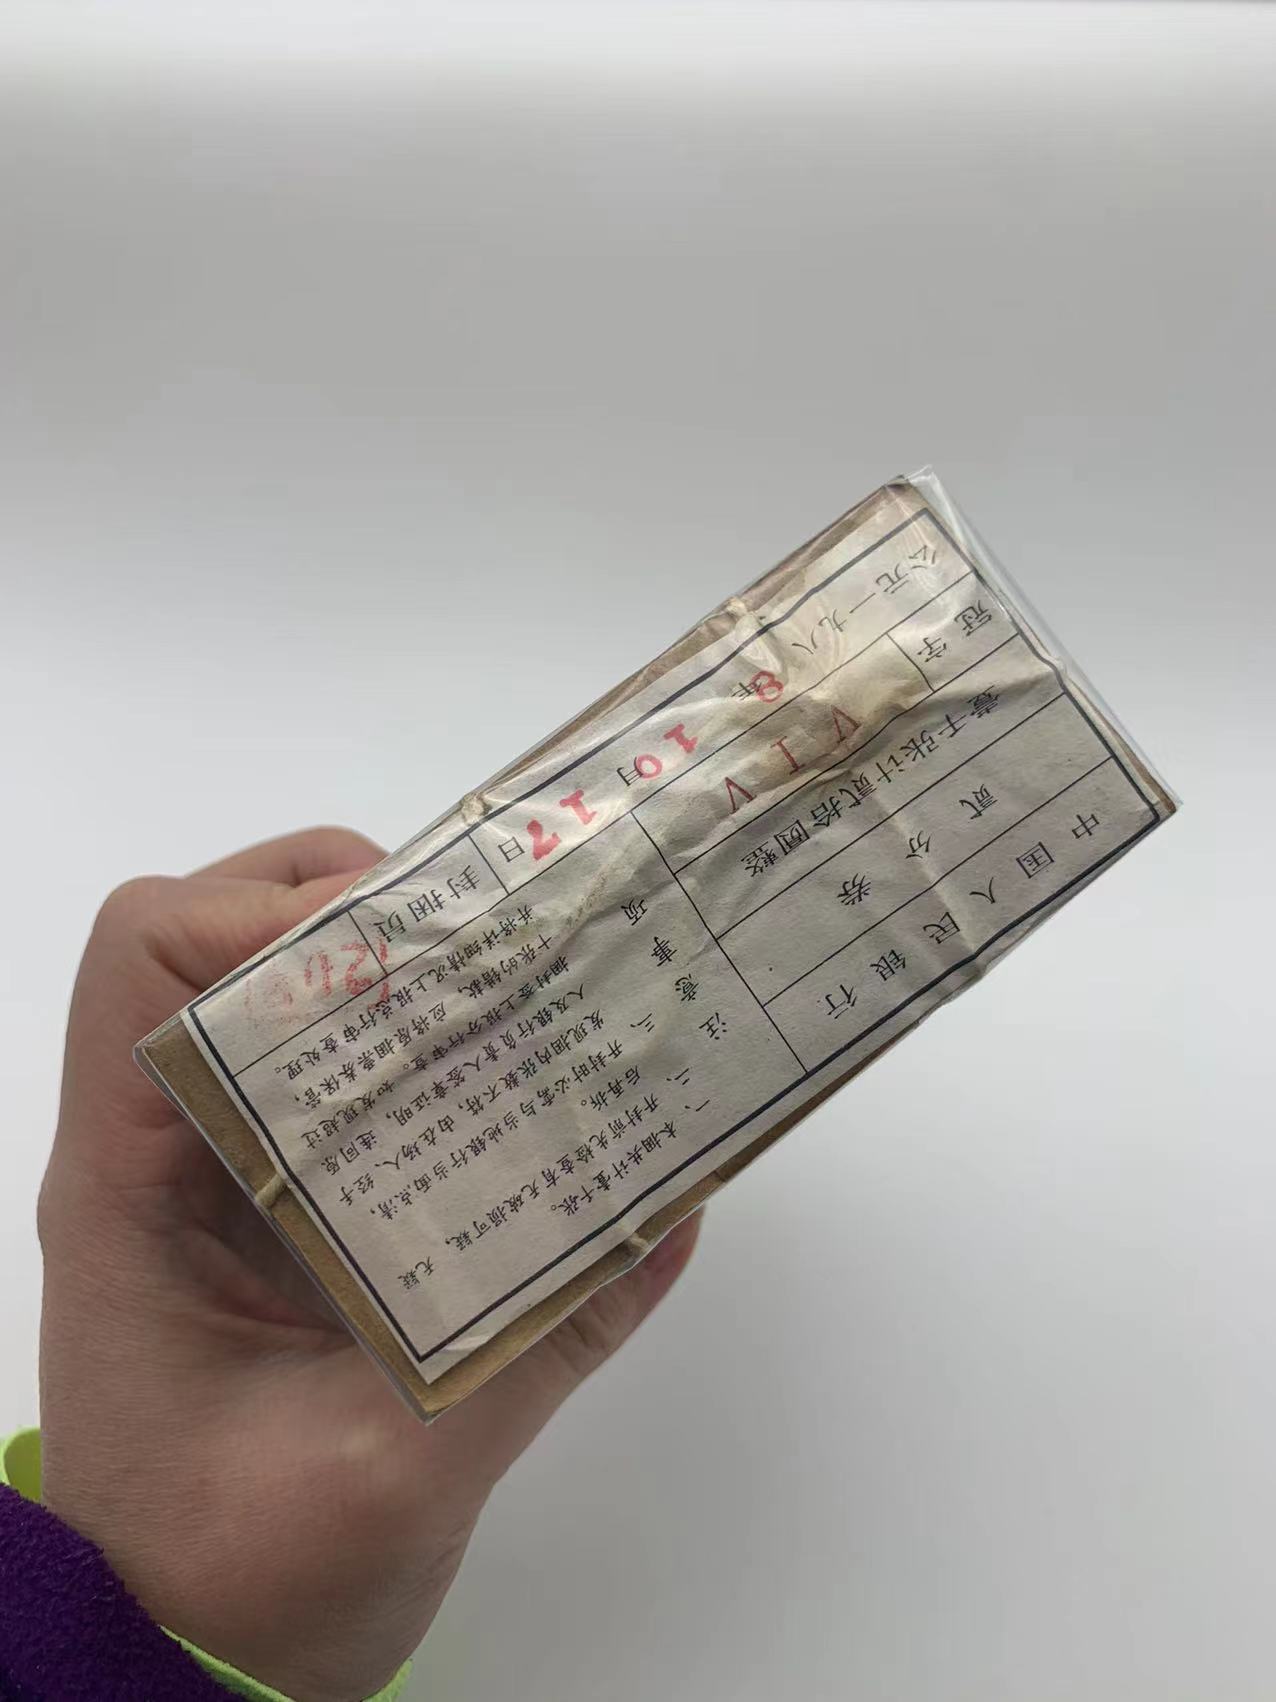 中国人民银行
贰分券
壹千张计贰拾圆整
冠字 V I V
公元一九八8年10月17日
封捆员
注意事项
一、本捆共计壹千张。
二、开封前先检查有无破损可疑，无疑
后再拆。
三、开封时必需与当地银行当面点清，
发现捆内张数不符，由在场人、经手
人及银行负责人签章证明，连同原
捆封签上报分行审查。如发现超过
十张的错款，应将原捆票券保管，
并将详细情况上报总行审查处理。